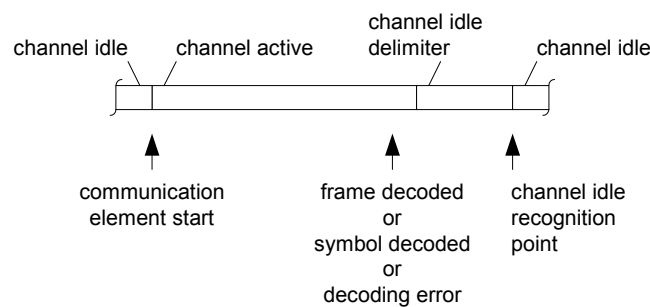 channel idle
channel active
channel idle
delimiter
channel idle
communication
element start
frame decoded
or
symbol decoded
or
decoding error
channel idle
recognition
point